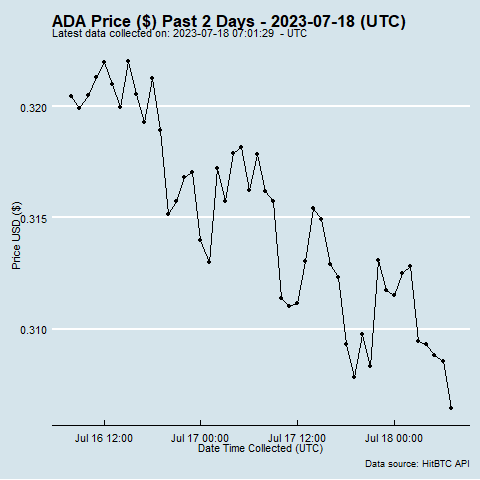 ADA Price ($) Past 2 Days - 2023-07-18 (UTC)
Latest data collected on: 2023-07-18 07:01:29 - UTC
0.320
0.315
0.310
Price USD ($)
Jul 16 12:00
Jul 17 00:00
Jul 17 12:00
Jul 18 00:00
Date Time Collected (UTC)
Data source: HitBTC API